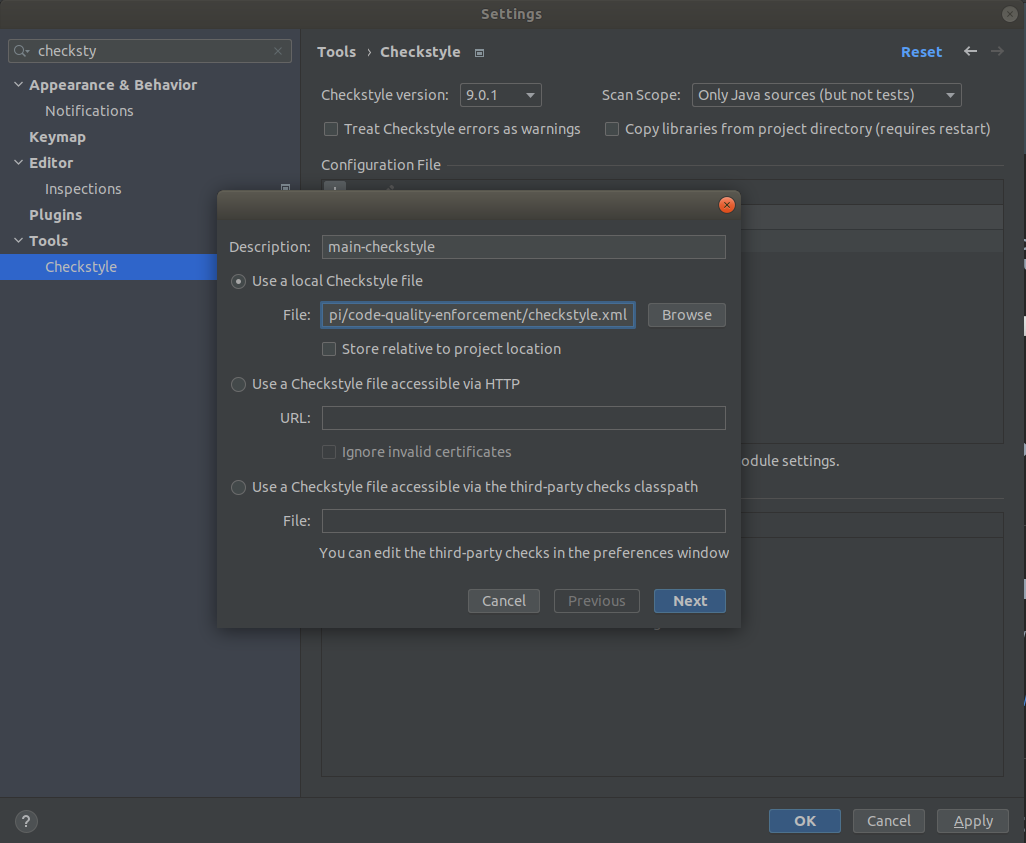 Settings
checksty
Tools › Checkstyle
Reset
Appearance & Behavior
Notifications
Keymap
Editor
Inspections
Plugins
Tools
Checkstyle
Checkstyle version: 9.0.1 Scan Scope: Only Java sources (but not tests)
Treat Checkstyle errors as warnings Copy libraries from project directory (requires restart)
Configuration File
Description: main-checkstyle
Use a local Checkstyle file
File: pi/code-quality-enforcement/checkstyle.xml Browse
Store relative to project location
Use a Checkstyle file accessible via HTTP
URL:
Ignore invalid certificates
odule settings.
Use a Checkstyle file accessible via the third-party checks classpath
File:
You can edit the third-party checks in the preferences window
Cancel Previous Next
? OK Cancel Apply